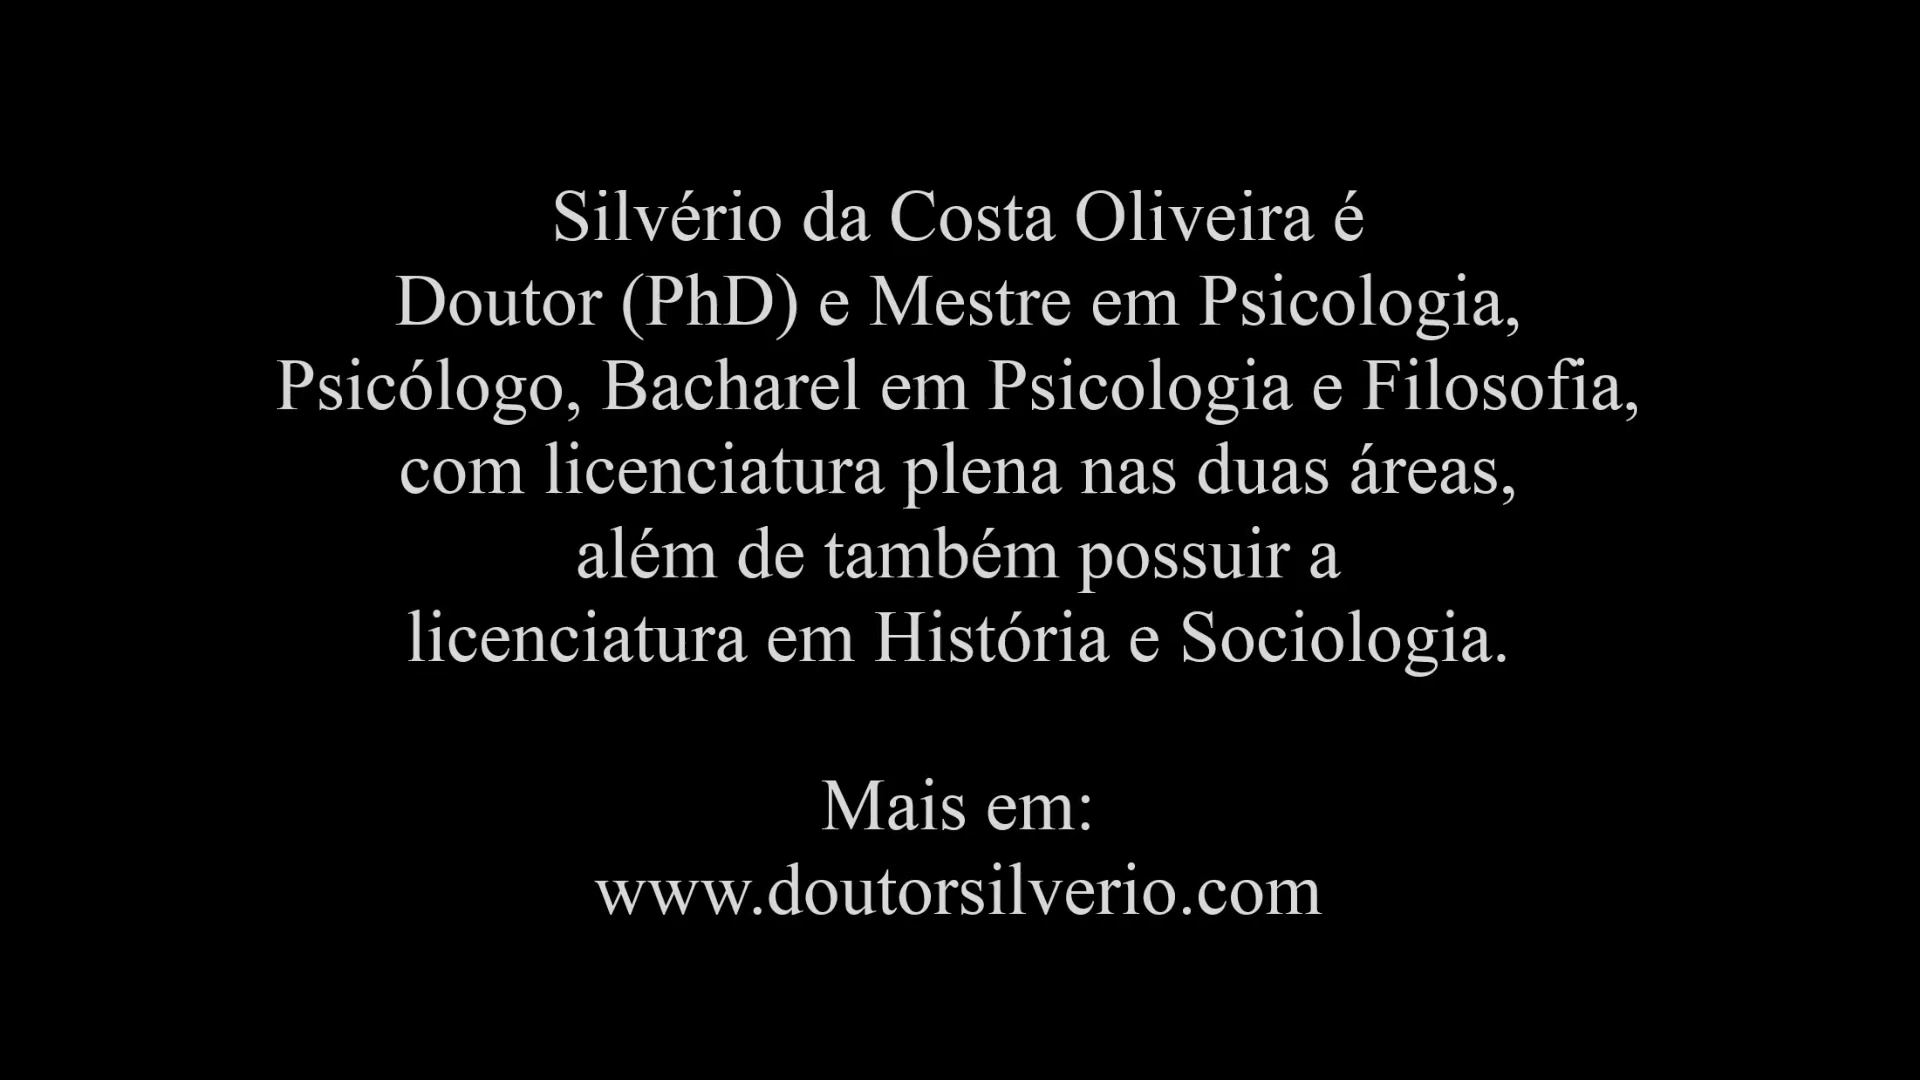 Silvério da Costa Oliveira é
Doutor (PhD) e Mestre em Psicologia,
Psicólogo, Bacharel em Psicologia e Filosofia,
com licenciatura plena nas duas áreas,
além de também possuir a
licenciatura em História e Sociologia.
Mais em:
www.doutorsilverio.com